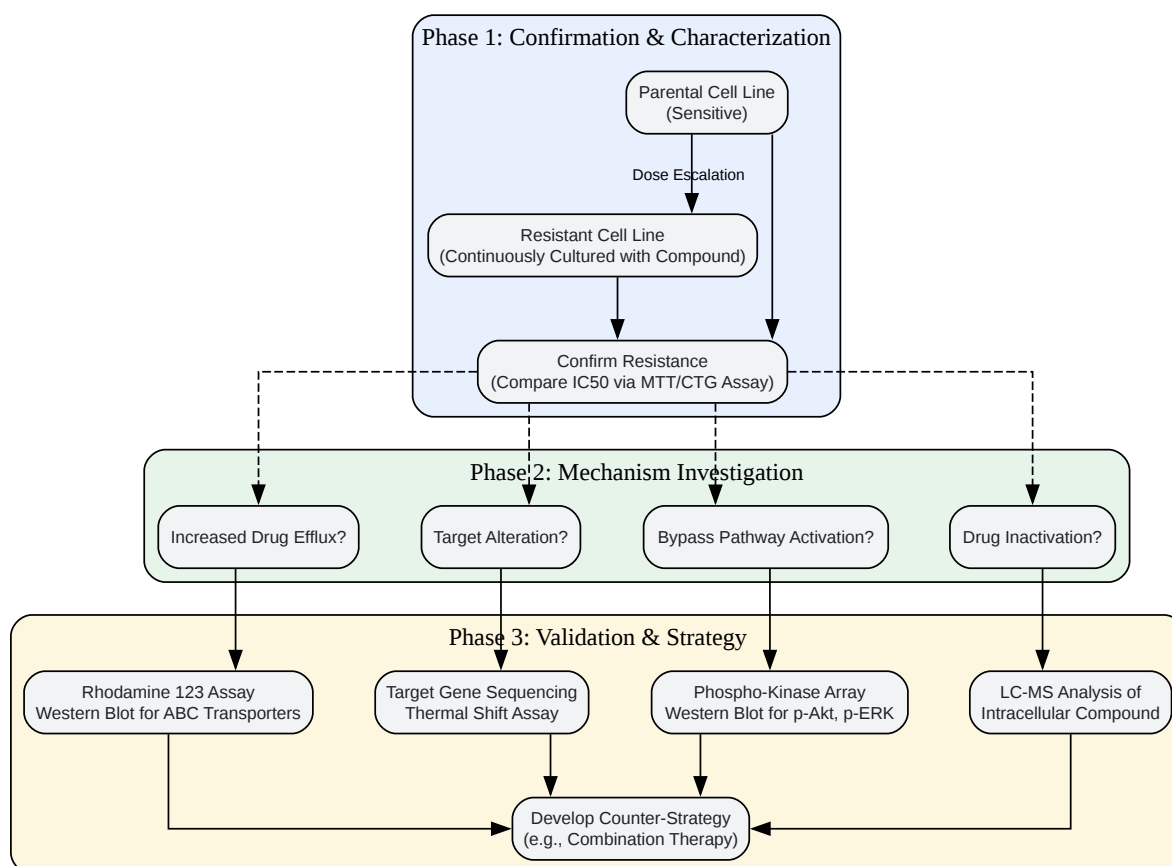 Phase 1: Confirmation & Characterization
Parental Cell Line
(Sensitive)
Dose Escalation
Resistant Cell Line
(Continuously Cultured with Compound)
Confirm Resistance
(Compare IC50 via MTT/CTG Assay)
Phase 2: Mechanism Investigation
Increased Drug Efflux?
Target Alteration?
Bypass Pathway Activation?
Drug Inactivation?
Phase 3: Validation & Strategy
Rhodamine 123 Assay
Western Blot for ABC Transporters
Target Gene Sequencing
Thermal Shift Assay
Phospho-Kinase Array
Western Blot for p-Akt, p-ERK
LC-MS Analysis of
Intracellular Compound
Develop Counter-Strategy
(e.g., Combination Therapy)